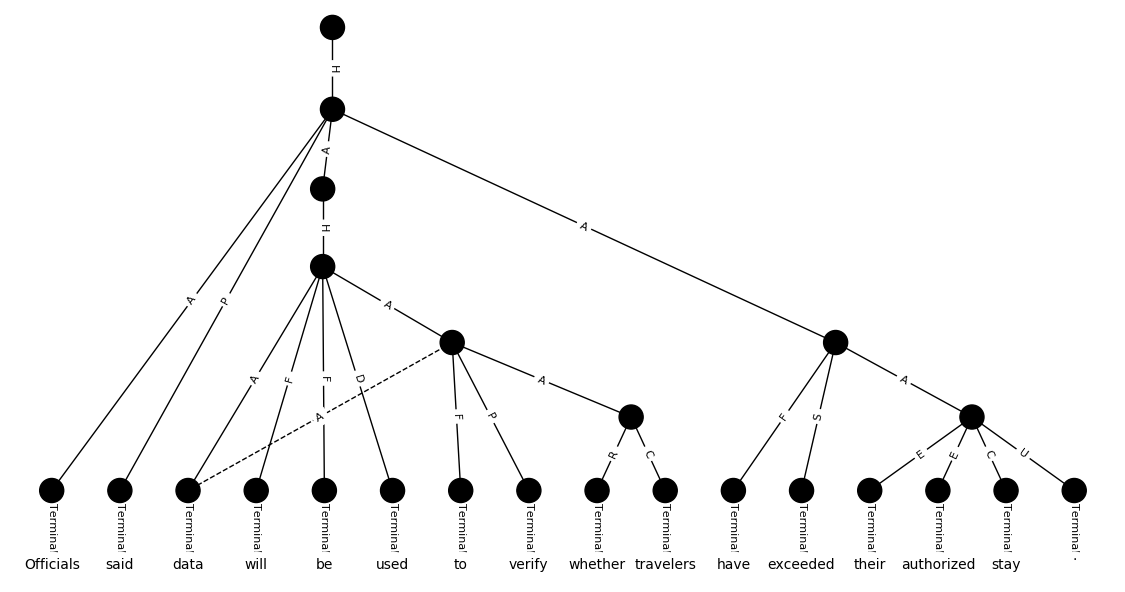 H
A
H
A
A
P
A
A
F
F
D
A
A
F
P
A
F
S
A
R
C
E
E
C
U
Terminal Terminal Terminal Terminal Terminal Terminal Terminal Terminal Terminal Terminal Terminal Terminal Terminal Terminal Terminal Terminal
Officials said data will be used to verify whether travelers have exceeded their authorized stay .